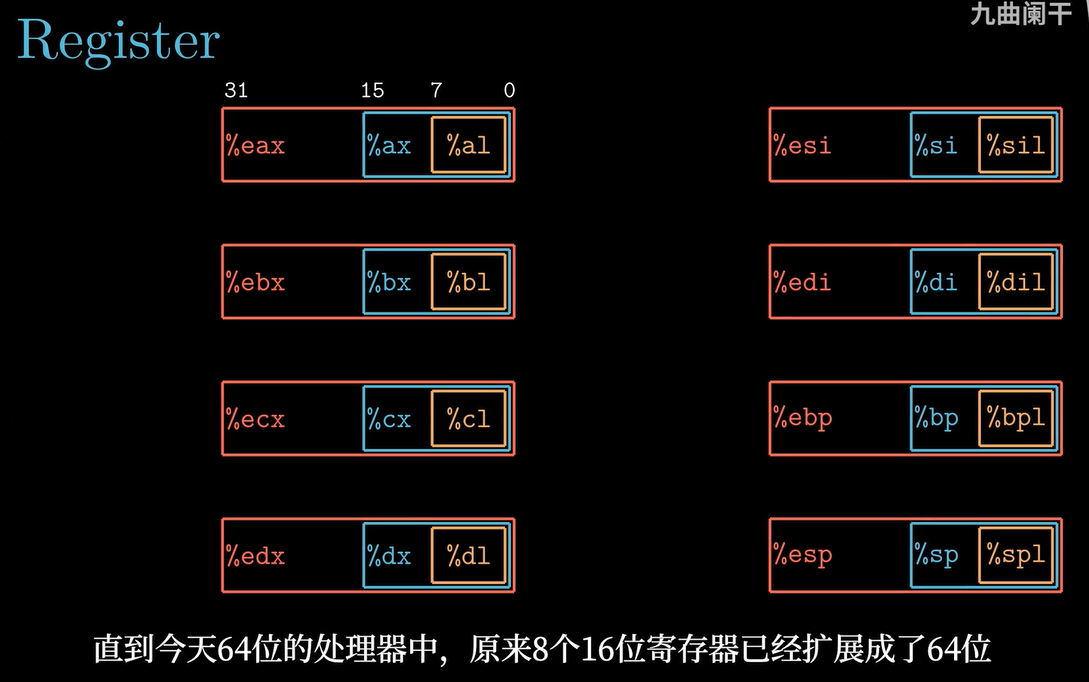 九曲阑干
Register
31 15 7 0
%eax %ax %al %esi %si %sil
%ebx %bx %bl %edi %di %dil
%ecx %cx %cl %ebp %bp %bpl
%edx %dx %dl %esp %sp %spl
直到今天64位的处理器中，原来8个16位寄存器已经扩展成了64位